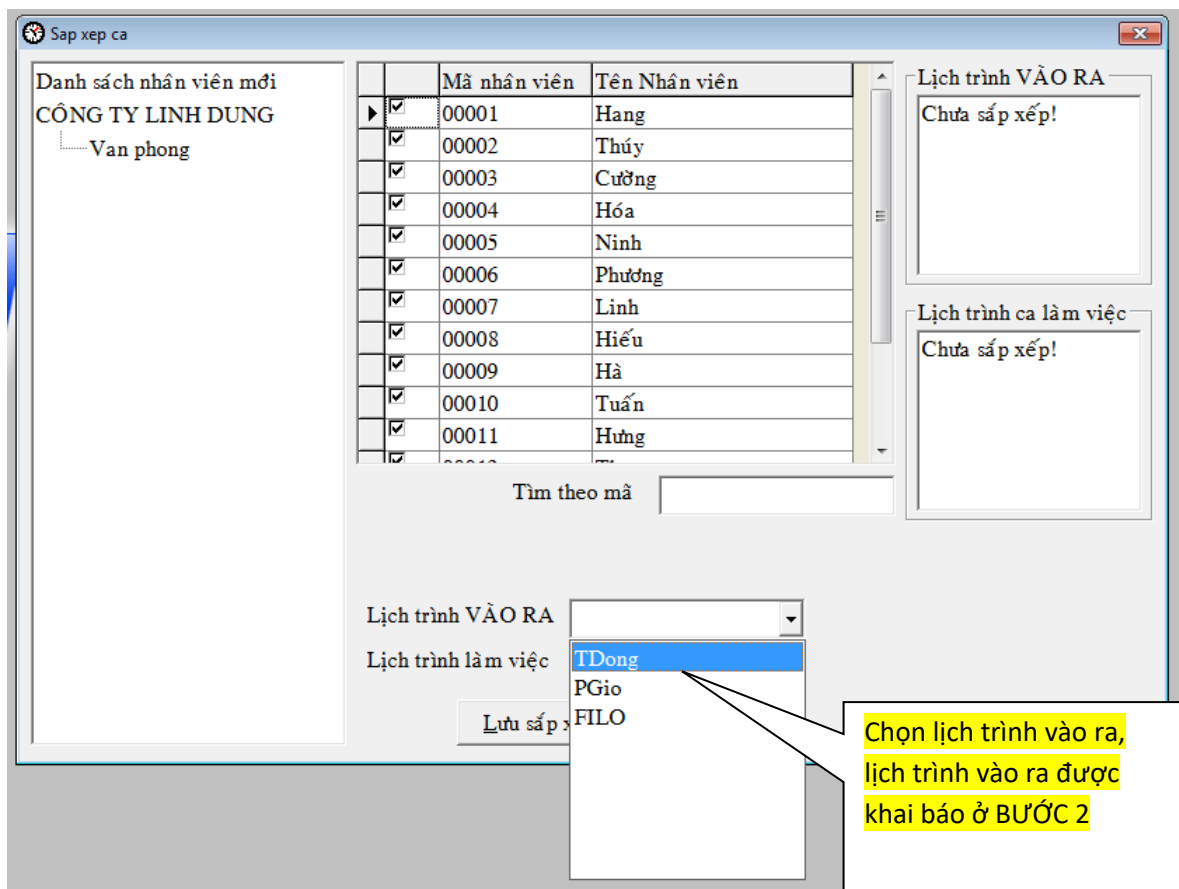 Sap xep ca
Danh sách nhân viên mới
CÔNG TY LINH DUNG
Van phong
Mã nhân viên Tên Nhân viên
00001 Hang
00002 Thúy
00003 Cường
00004 Hóa
00005 Ninh
00006 Phương
00007 Linh
00008 Hiếu
00009 Hà
00010 Tuấn
00011 Hưng
Tìm theo mã
Lịch trình VÀO RA
Chưa sắp xếp!
Lịch trình ca làm việc
Chưa sắp xếp!
Lịch trình VÀO RA
Lịch trình làm việc
TDong
PGio
FILO
Lưu sắp
Chọn lịch trình vào ra,
lịch trình vào ra được
khai báo ở BƯỚC 2